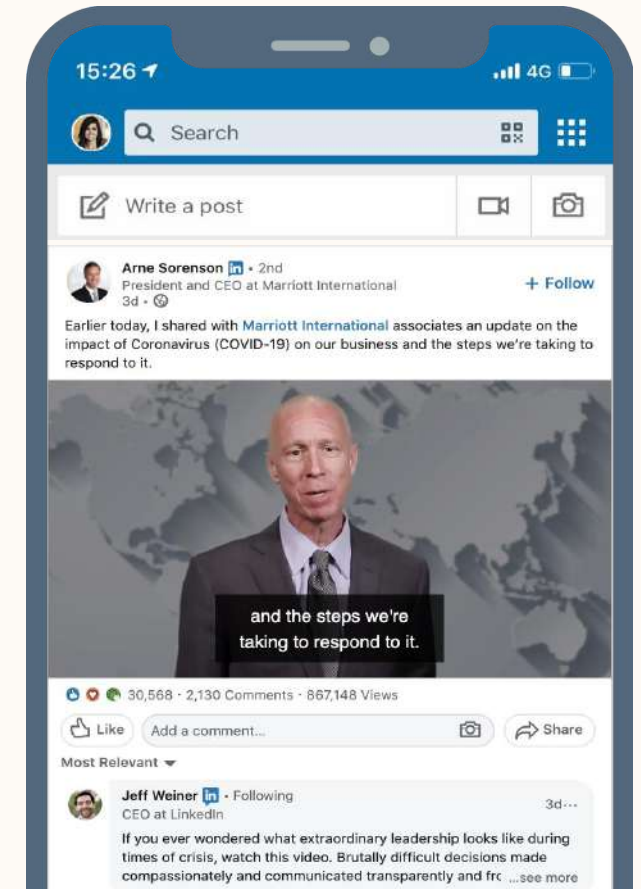 15:26
4G
Search
Write a post
Arne Sorenson in • 2nd
President and CEO at Marriott International
3d •
+ Follow
Earlier today, I shared with Marriott International associates an update on the
impact of Coronavirus (COVID-19) on our business and the steps we're taking to
respond to it.
and the steps we're
taking to respond to it.
30,568 · 2,130 Comments · 867,148 Views
Like
Add a comment...
Share
Most Relevant
Jeff Weiner in • Following
CEO at LinkedIn
3d...
If you ever wondered what extraordinary leadership looks like during
times of crisis, watch this video. Brutally difficult decisions made
compassionately and communicated transparently and frc ...see more